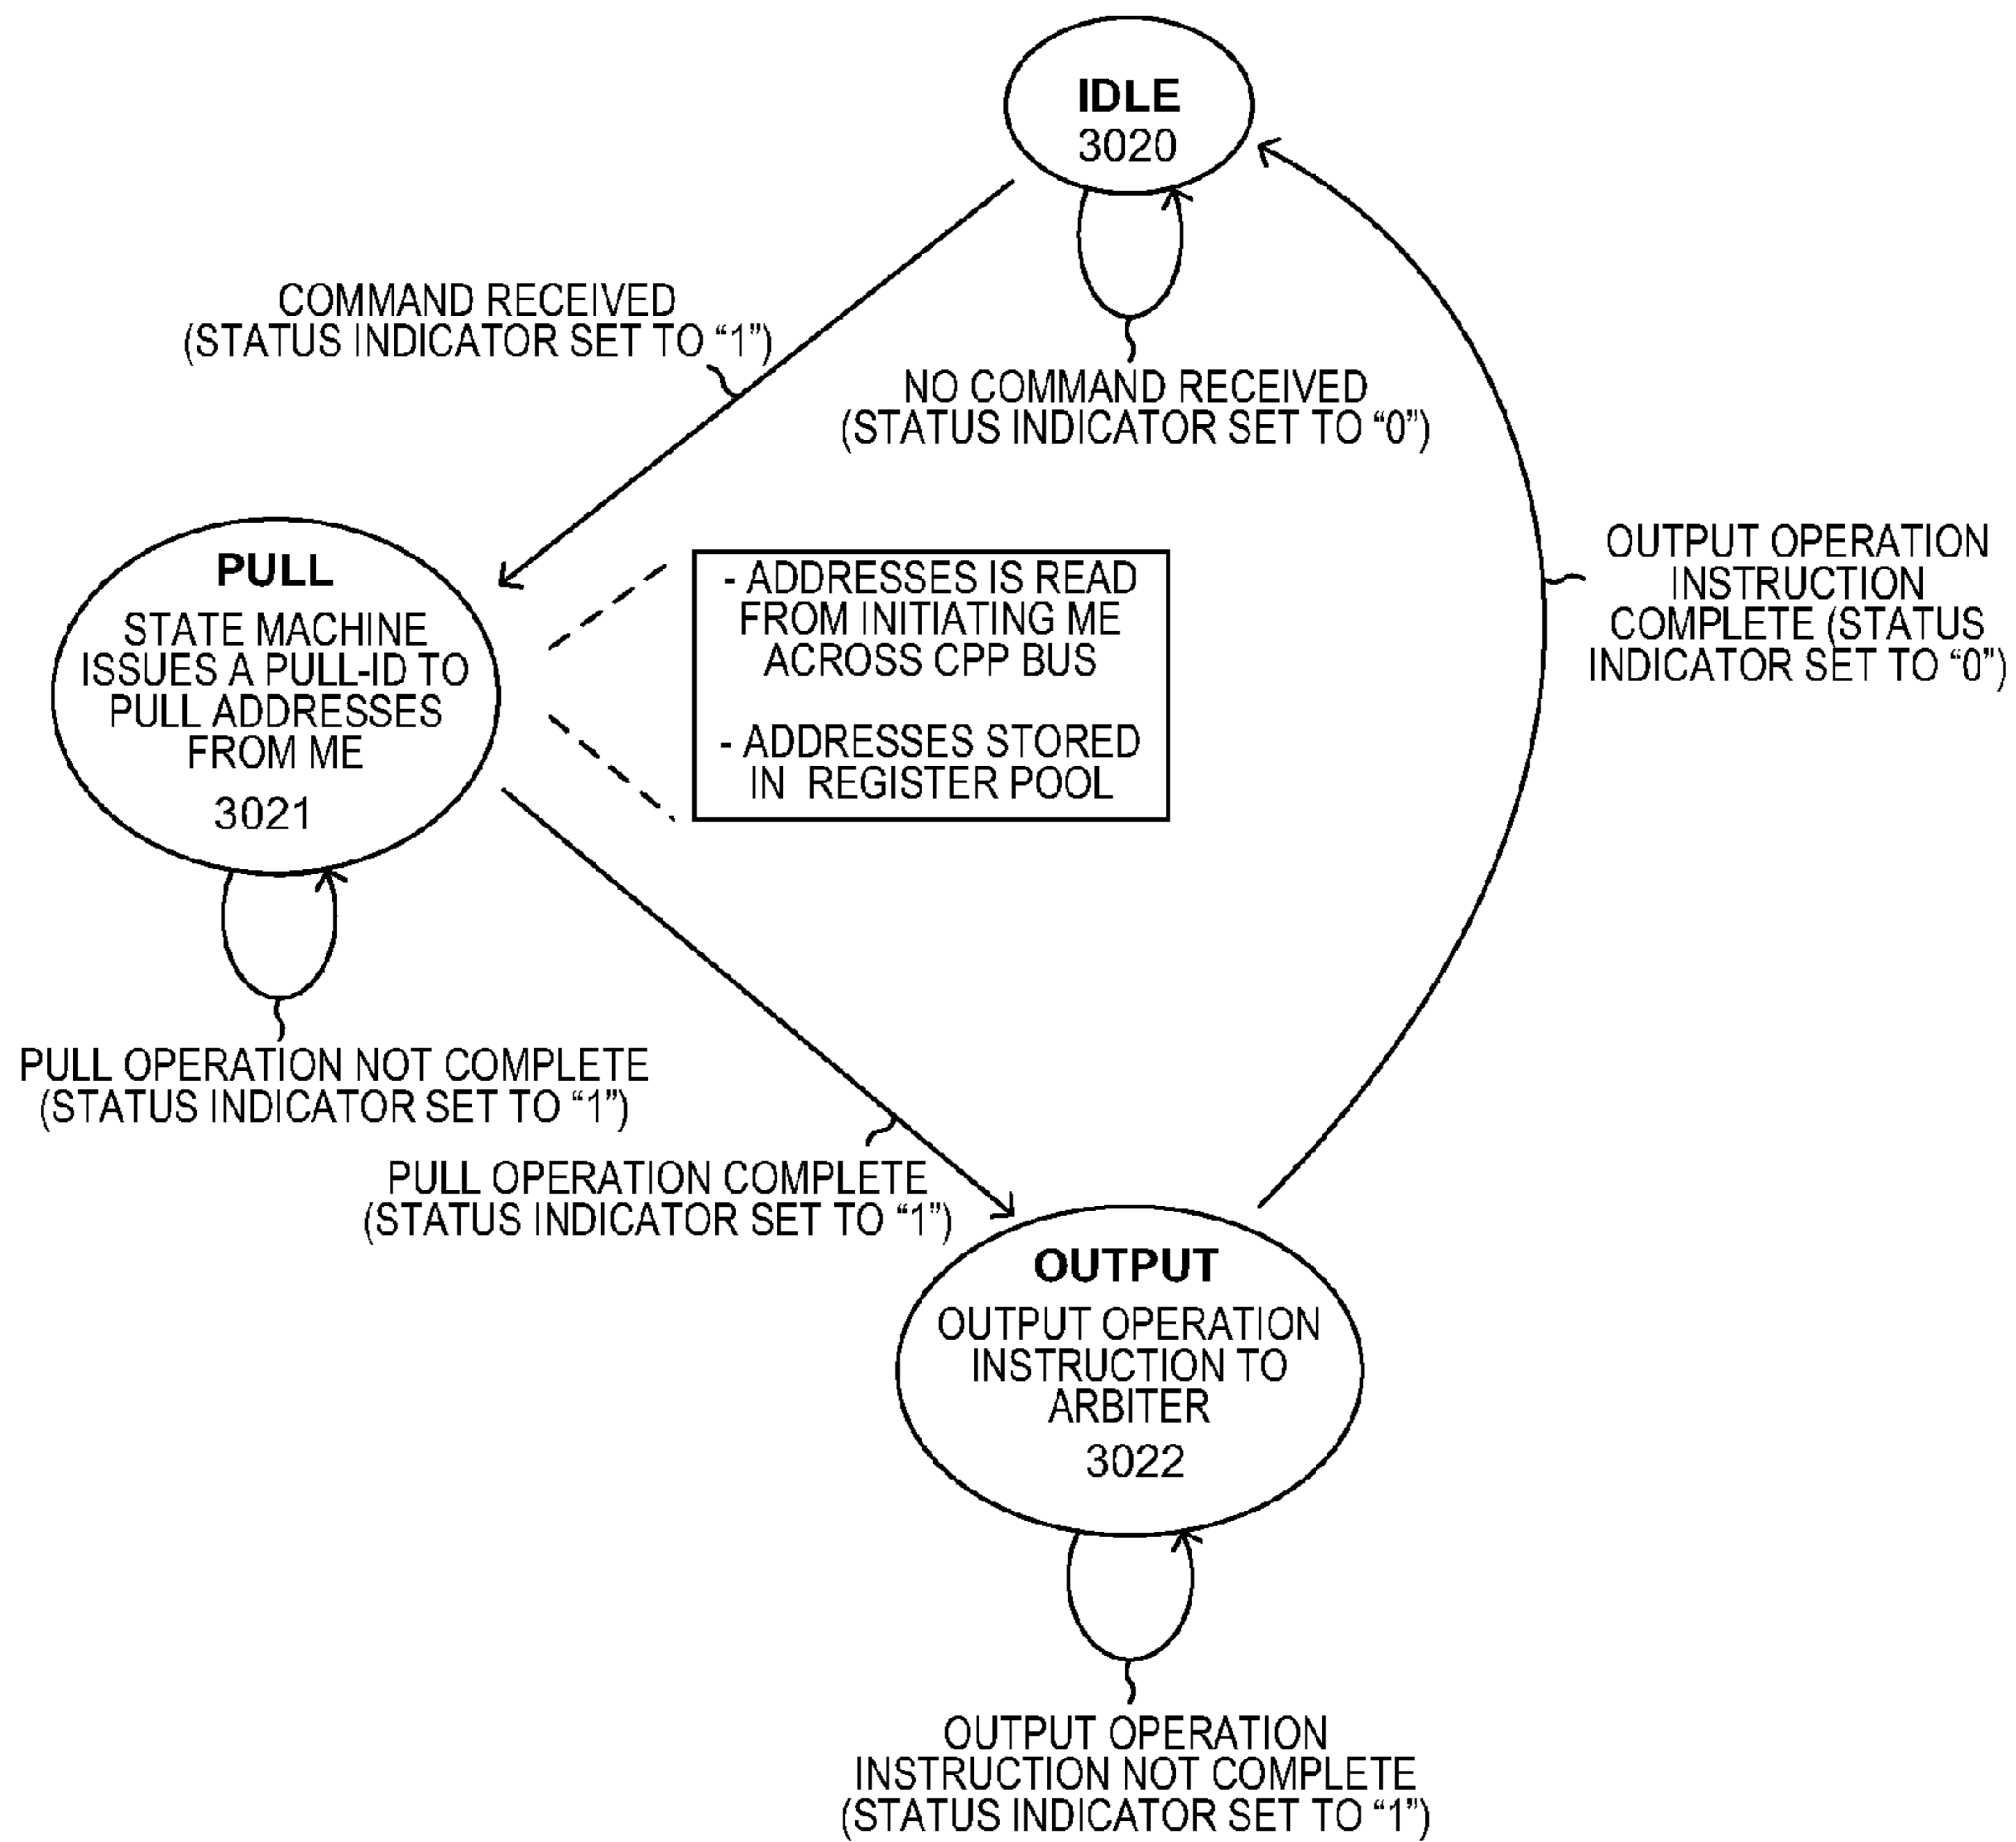 IDLE
3020
COMMAND RECEIVED
(STATUS INDICATOR SET TO “1”)
NO COMMAND RECEIVED
(STATUS INDICATOR SET TO “0”)
PULL
STATE MACHINE
ISSUES A PULL-ID TO
PULL ADDRESSES
FROM ME
3021
- ADDRESSES IS READ
FROM INITIATING ME
ACROSS CPP BUS
- ADDRESSES STORED
IN REGISTER POOL
OUTPUT OPERATION
INSTRUCTION
COMPLETE (STATUS
INDICATOR SET TO “0”)
PULL OPERATION NOT COMPLETE
(STATUS INDICATOR SET TO “1”)
PULL OPERATION COMPLETE
(STATUS INDICATOR SET TO “1”)
OUTPUT
OUTPUT OPERATION
INSTRUCTION TO
ARBITER
3022
OUTPUT OPERATION
INSTRUCTION NOT COMPLETE
(STATUS INDICATOR SET TO “1”)